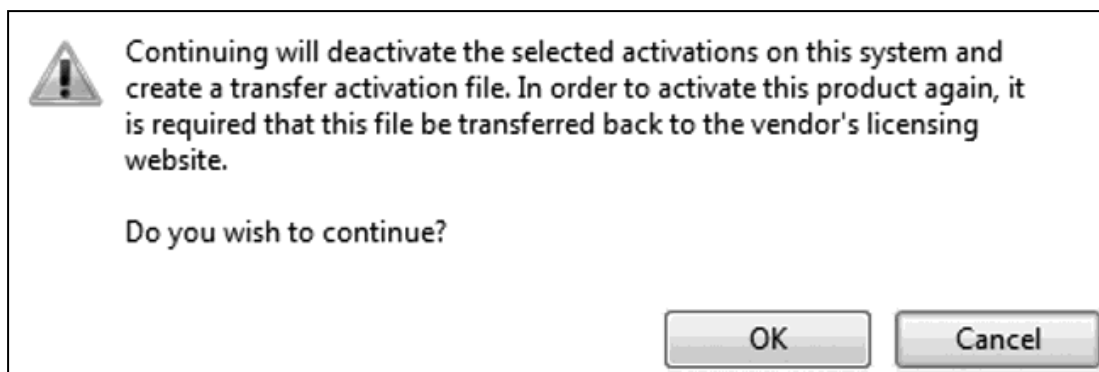 Continuing will deactivate the selected activations on this system and
create a transfer activation file. In order to activate this product again, it
is required that this file be transferred back to the vendor's licensing
website.
Do you wish to continue?
OK
Cancel